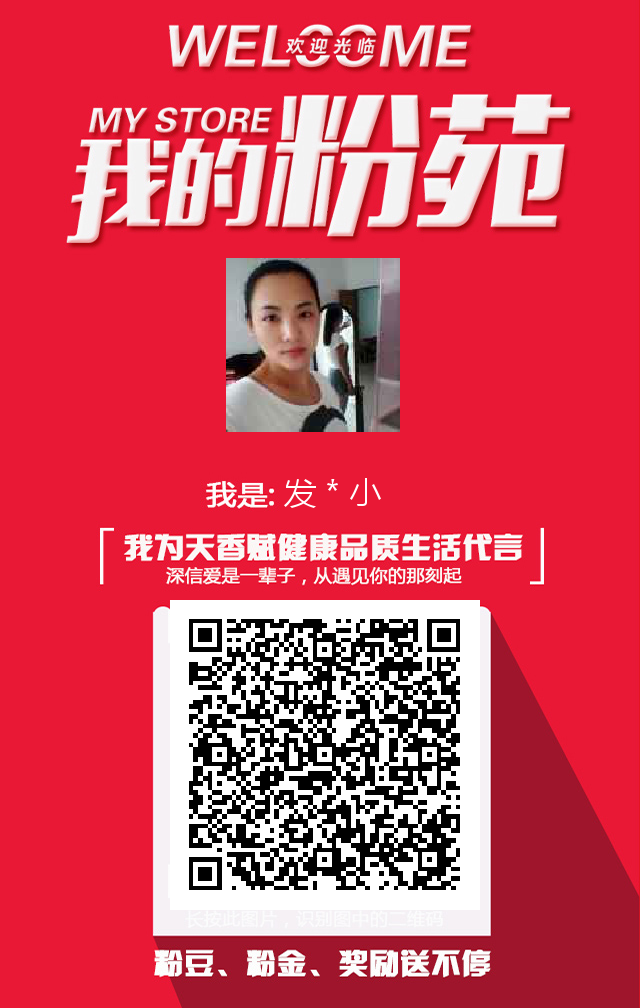 WELCOME
欢迎光临
MY STORE
我的粉苑
我是: 发 * 小
我为天香赋健康品质生活代言
深信爱是一辈子，从遇见你的那刻起
长按此图片，识别图中的二维码
粉豆、粉金、奖励送不停